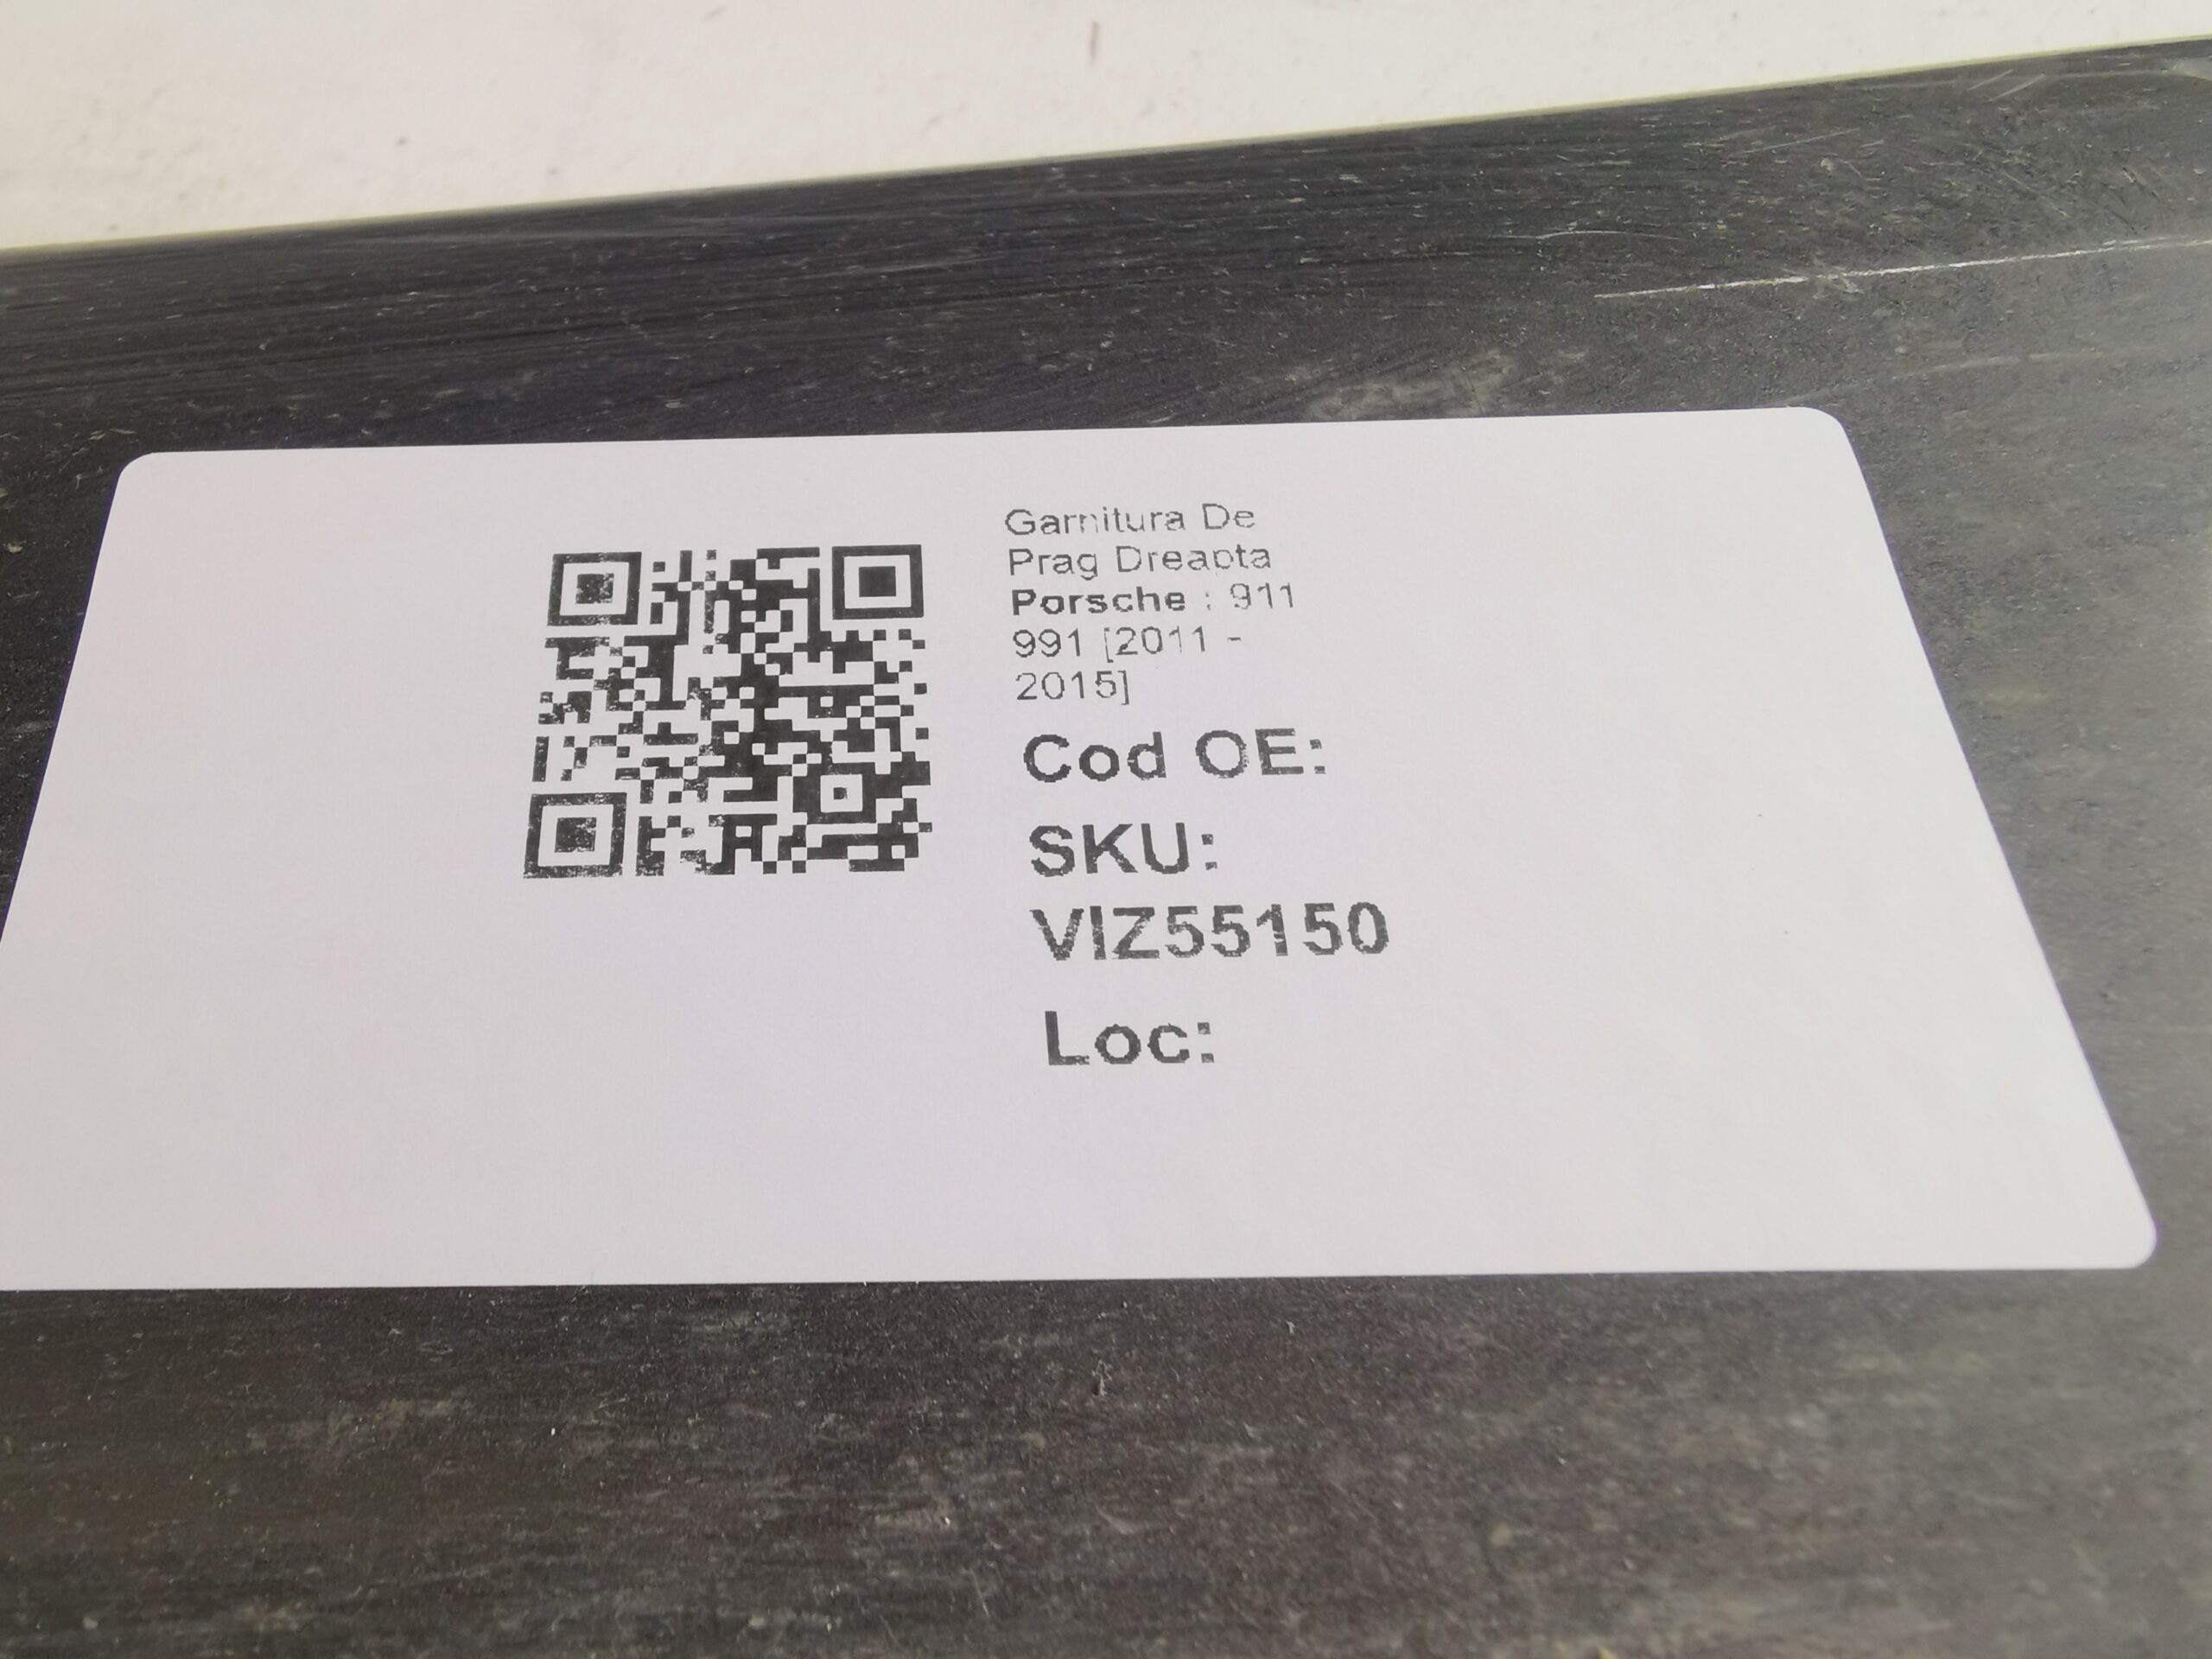 Garnitura De
Prag Dreapta
Porsche : 911
991 [2011 -
2015]
Cod OE:
SKU:
VIZ55150
Loc: